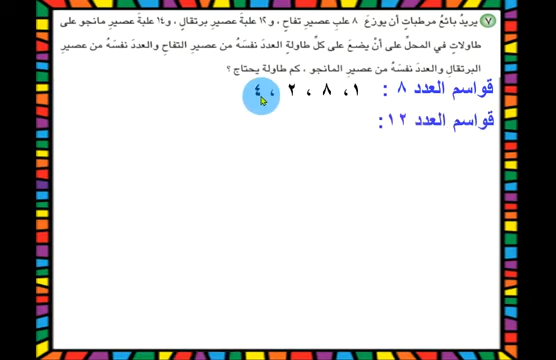 ٧ يريدُ بائعُ مرطباتٍ أن يوزعَ ٨ علبِ عصيرِ تفاحٍ ، و١٢ علبةَ عصيرِ برتقالٍ ، و١٤ علبةَ عصيرِ مانجو على
طاولاتٍ في المحلِّ على أنْ يضعَ على كلِّ طاولةٍ العددَ نفسَهُ من عصيرِ التفاحِ والعددَ نفسَهُ من عصيرِ
البرتقالِ والعددَ نفسَهُ من عصيرِ المانجو ، كم طاولة يحتاج ؟
قواسم العدد ٨ : ١ ، ٨ ، ٢ ، ٤
قواسم العدد ١٢ :